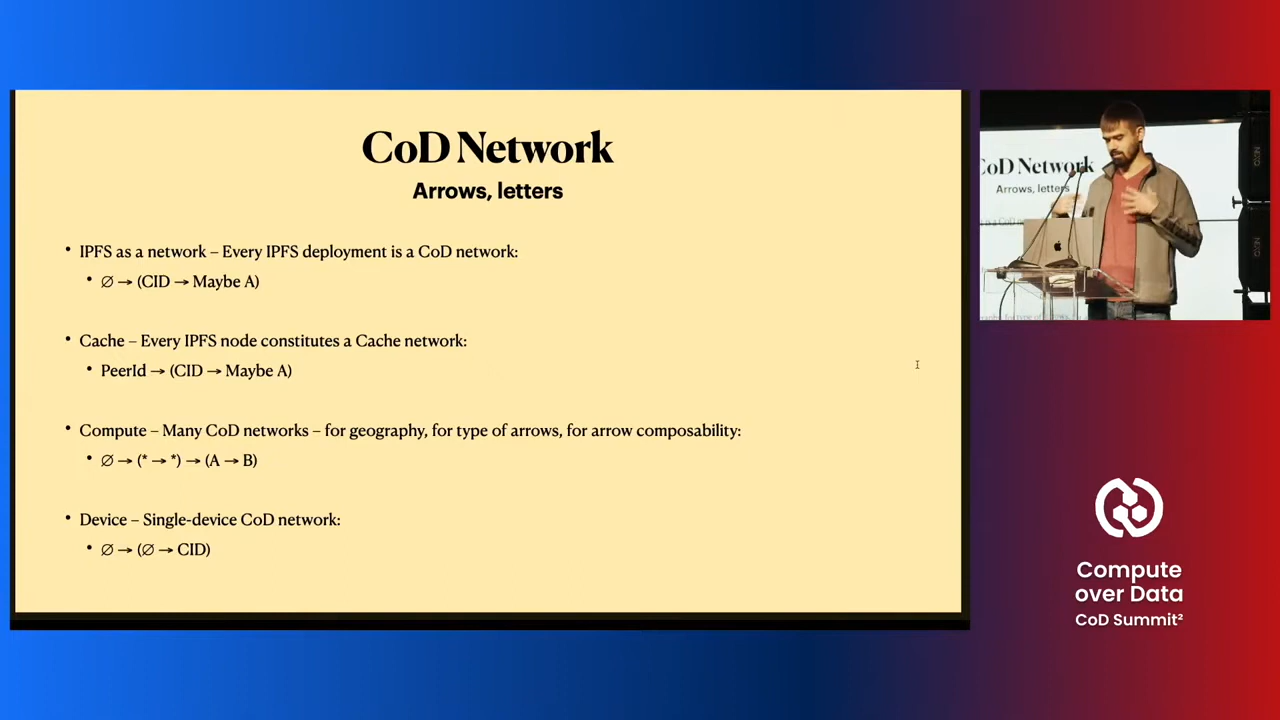 CoD Network
Arrows, letters
• IPFS as a network – Every IPFS deployment is a CoD network:
• ∅ → (CID → Maybe A)
• Cache – Every IPFS node constitutes a Cache network:
• PeerId → (CID → Maybe A)
• Compute – Many CoD networks – for geography, for type of arrows, for arrow composability:
• ∅ → (* → *) → (A → B)
• Device – Single-device CoD network:
• ∅ → (∅ → CID)
CoD Network
Arrows, letters
Compute
over Data
CoD Summit²